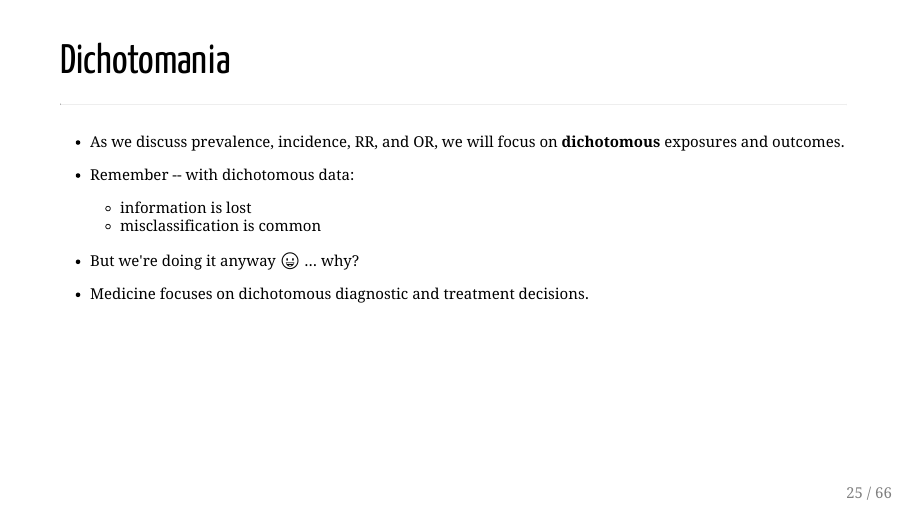 Dichotomania
• As we discuss prevalence, incidence, RR, and OR, we will focus on dichotomous exposures and outcomes.
• Remember -- with dichotomous data:
◦ information is lost
◦ misclassification is common
• But we're doing it anyway 😀 ... why?
• Medicine focuses on dichotomous diagnostic and treatment decisions.
25 / 66